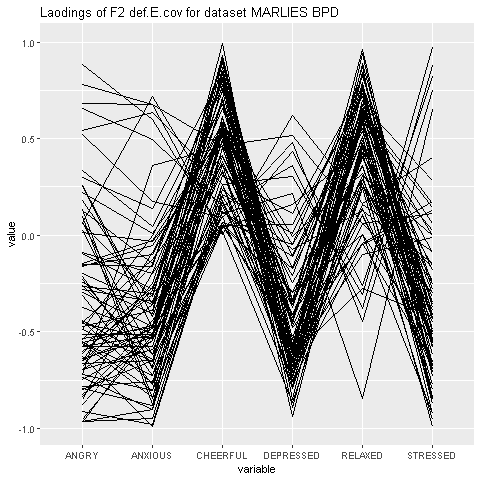 Laodings of F2 def.E.cov for dataset MARLIES BPD
1.0
0.5
0.0
-0.5
-1.0
value
ANGRY ANXIOUS CHEERFUL DEPRESSED RELAXED STRESSED
variable